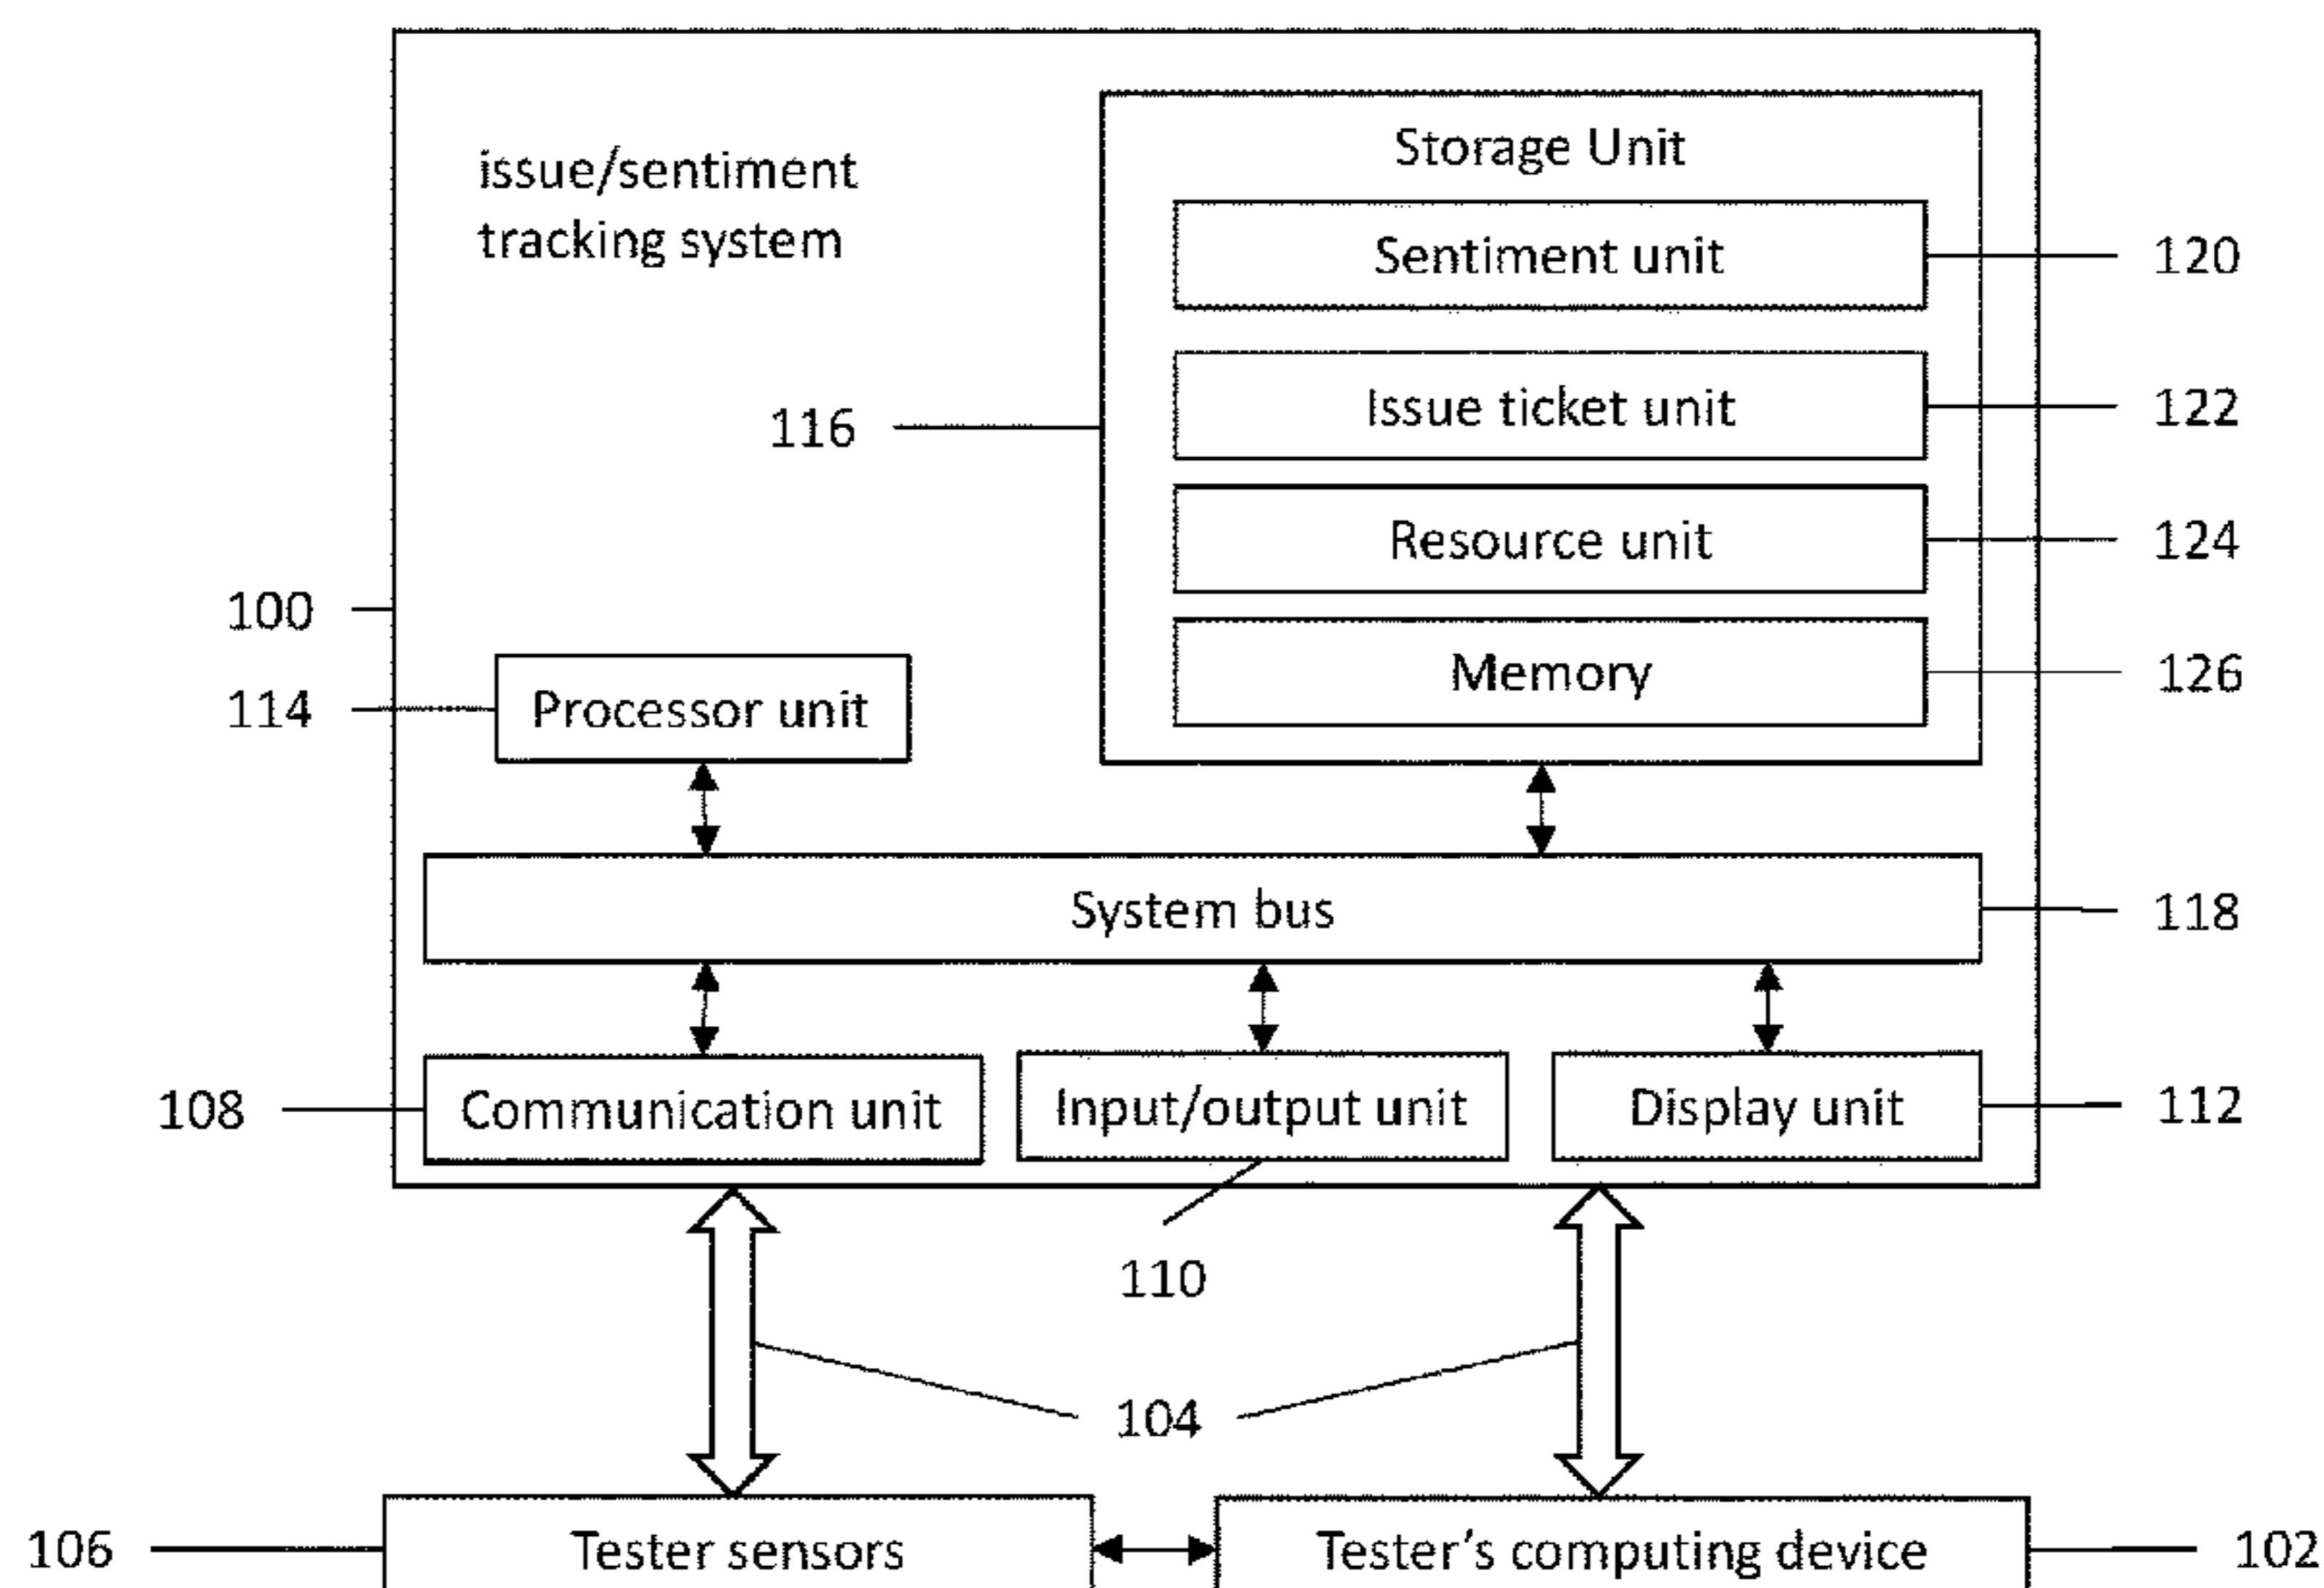 issue/sentiment
tracking system
Storage Unit
Sentiment unit
120
Issue ticket unit
122
116
Resource unit
124
100
Memory
126
114
Processor unit
System bus
118
108
Communication unit
Input/output unit
Display unit
112
110
104
106
Tester sensors
Tester's computing device
102